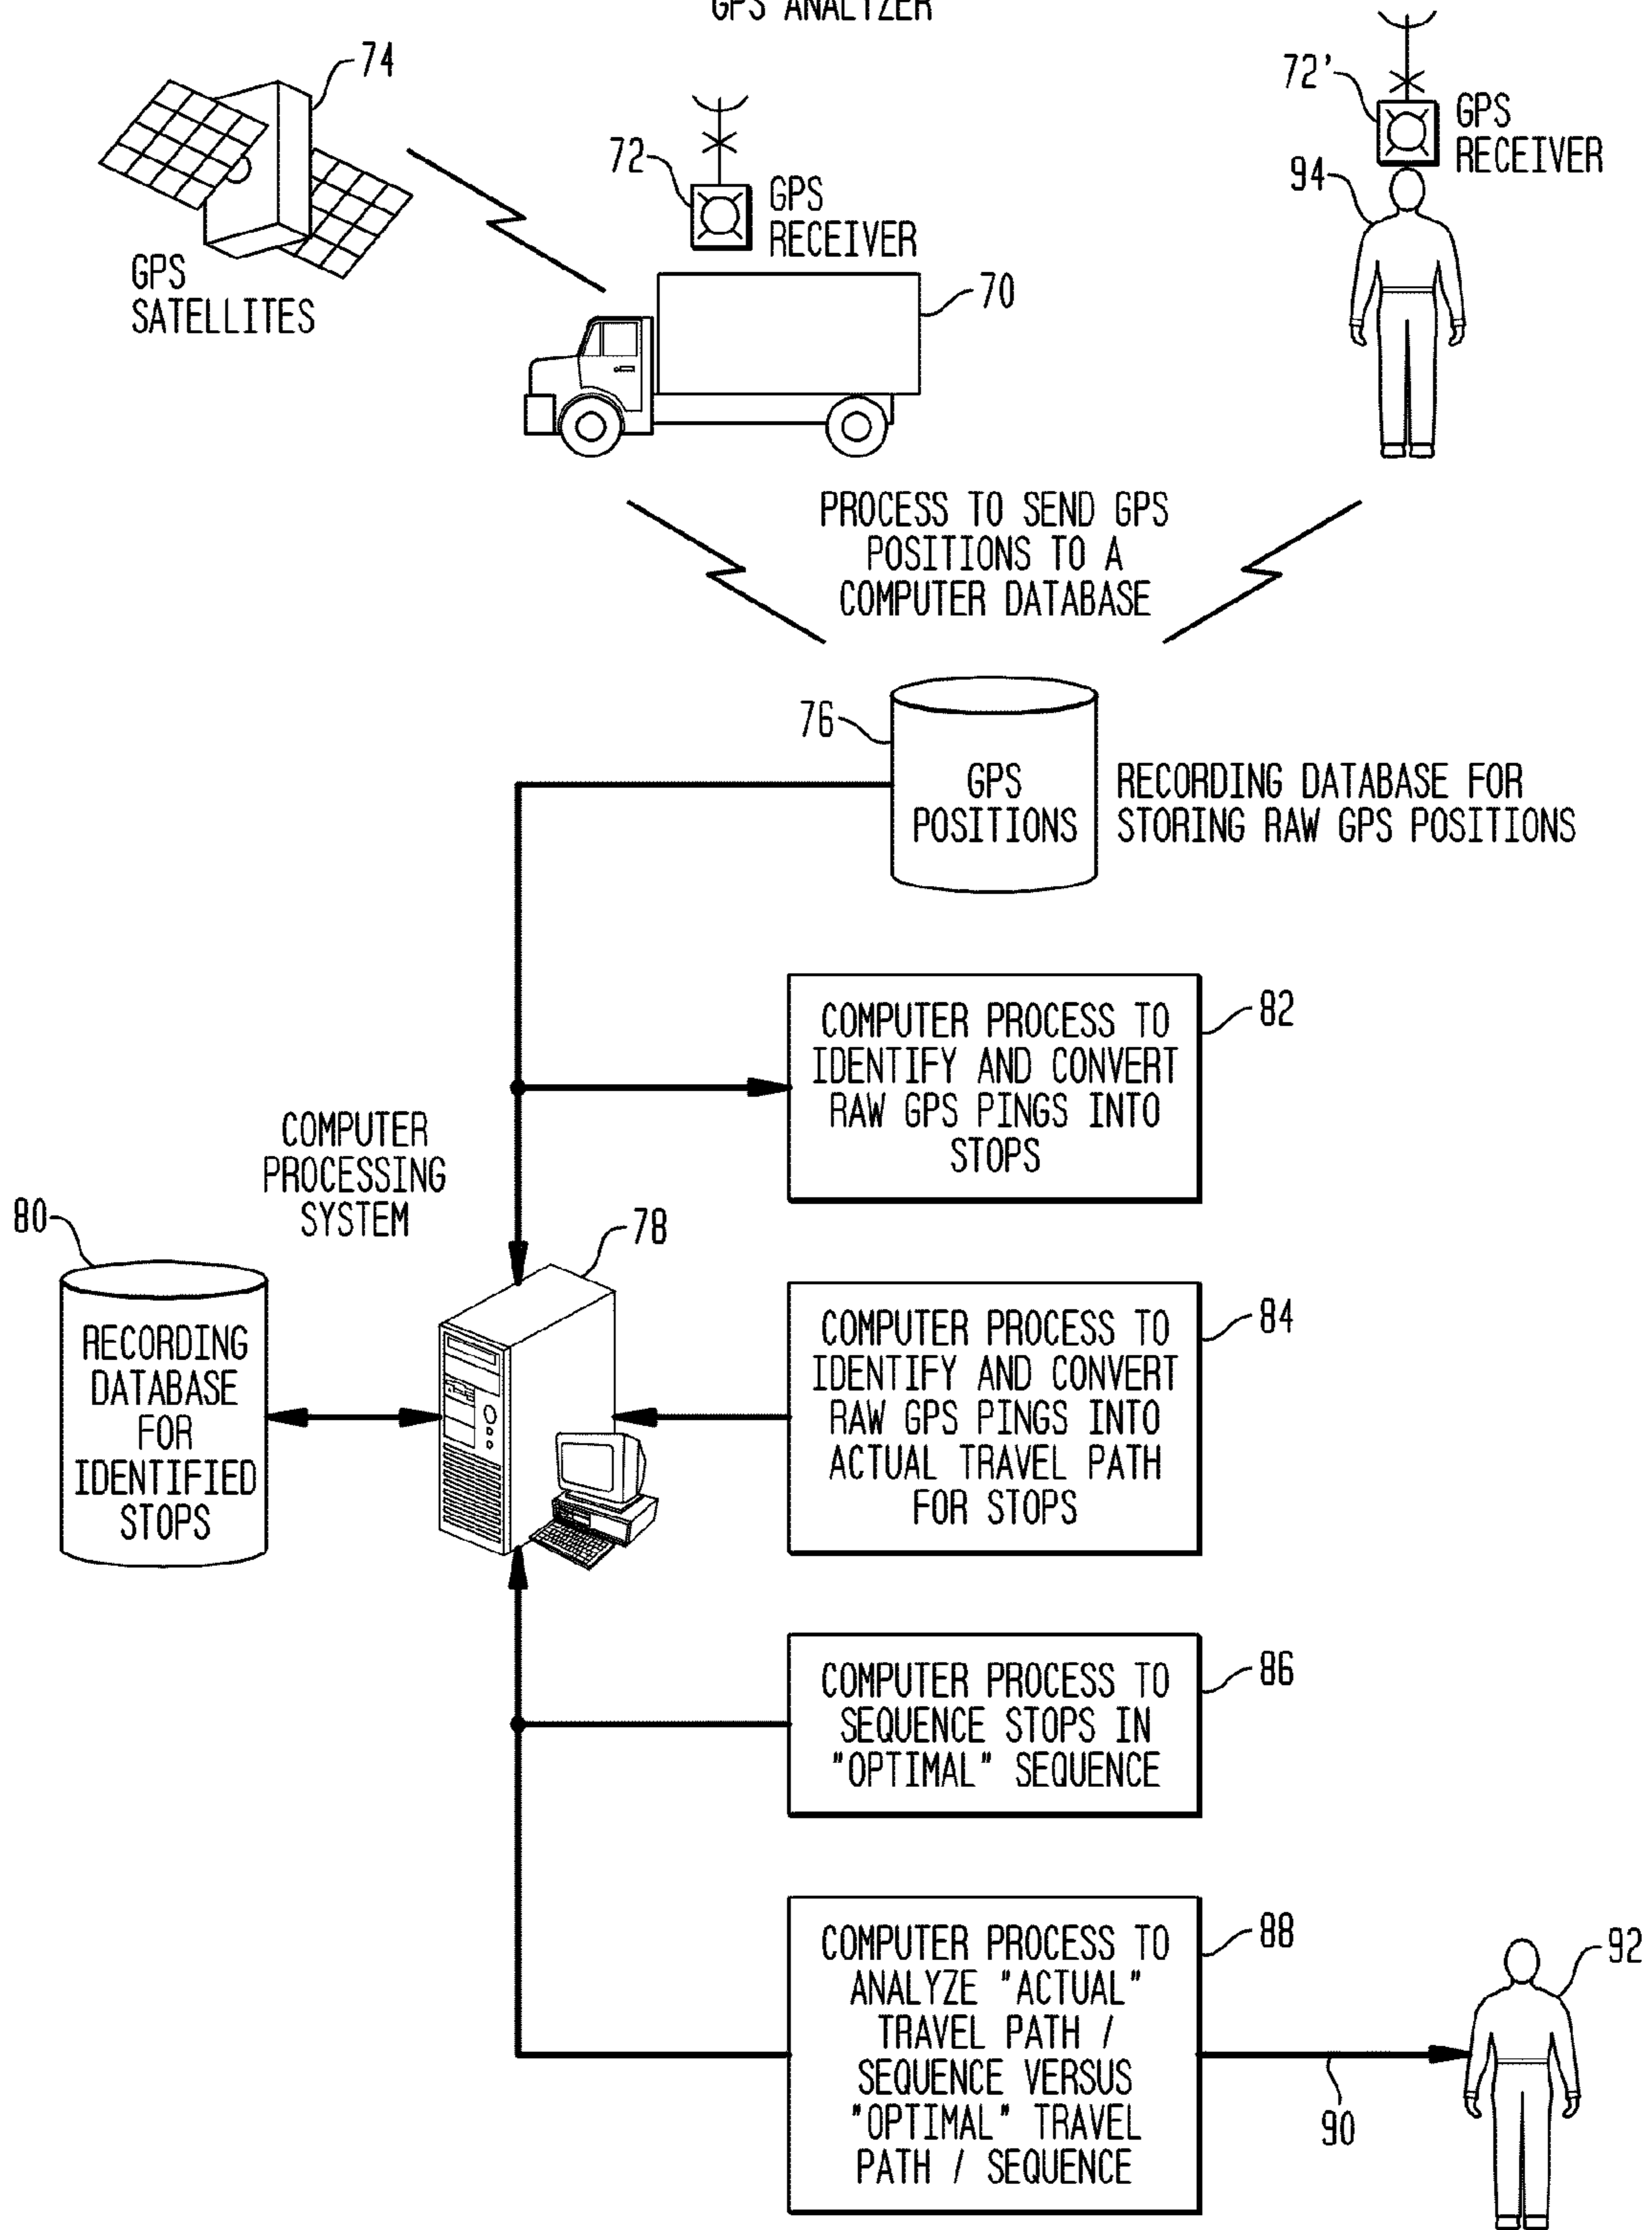 GPS ANALYZER
74
72'
GPS
RECEIVER
72
GPS
RECEIVER
94
GPS
SATELLITES
70
PROCESS TO SEND GPS
POSITIONS TO A
COMPUTER DATABASE
76
GPS
POSITIONS
RECORDING DATABASE FOR
STORING RAW GPS POSITIONS
COMPUTER PROCESS TO
IDENTIFY AND CONVERT
RAW GPS PINGS INTO
STOPS
82
COMPUTER
PROCESSING
SYSTEM
80
78
RECORDING
DATABASE
FOR
IDENTIFIED
STOPS
COMPUTER PROCESS TO
IDENTIFY AND CONVERT
RAW GPS PINGS INTO
ACTUAL TRAVEL PATH
FOR STOPS
84
COMPUTER PROCESS TO
SEQUENCE STOPS IN
"OPTIMAL" SEQUENCE
86
COMPUTER PROCESS TO
ANALYZE "ACTUAL"
TRAVEL PATH /
SEQUENCE VERSUS
"OPTIMAL" TRAVEL
PATH / SEQUENCE
88
92
90